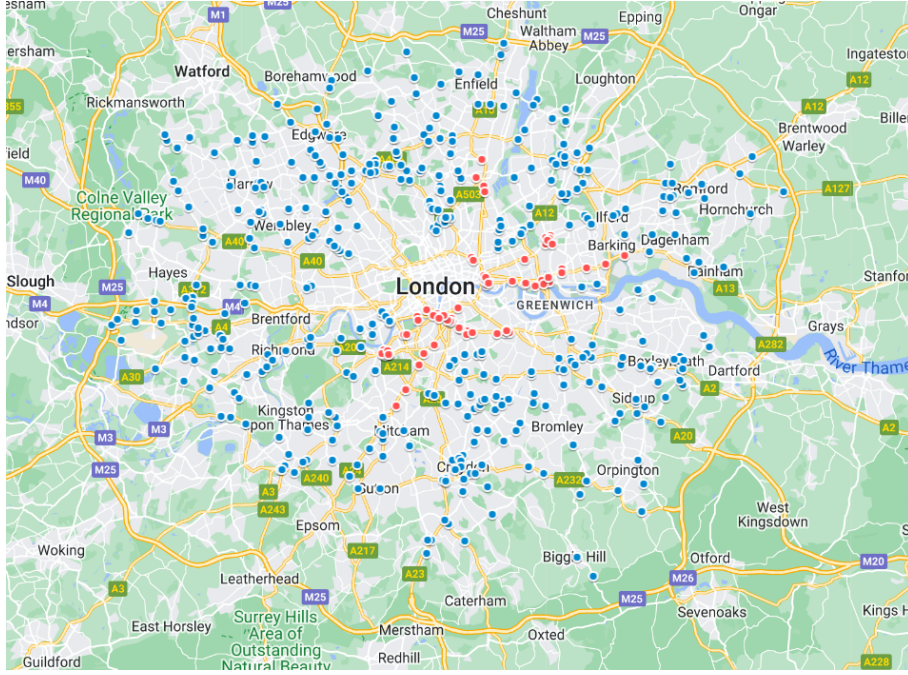 Cheshunt
Epping
Ongar
M1
M25
Waltham
Abbey
M25
Ingateston
Watford
Borehamwood
Enfield
Loughton
A12
Rickmansworth
A10
A12
Brentwood
Edgware
Warley
M40
A503
Romford
A127
Colne Valley
Regional Park
A12
Ilford
Hornchurch
Wembley
A40
Barking
Dagenham
Hayes
A40
Rainham
Slough
M25
London
A13
Stanford
M4
M4
GREENWICH
Brentford
A4
Grays
Richmond
A282
A214
Bexleyheath
River Thame
A30
Dartford
A2
Kingston
upon Thames
Sidcup
M3
M3
Mitcham
Bromley
A20
A2
M25
Croydon
Orpington
A3
A240
A232
A243
Sutton
West
Kingsdown
Epsom
Woking
A217
Biggin Hill
Otford
M20
A3
Leatherhead
A23
M26
M25
Caterham
M25
Sevenoaks
East Horsley
Surrey Hills
Area of
Outstanding
Natural Beauty
Merstham
Oxted
Kings H
Redhill
Guildford
A228